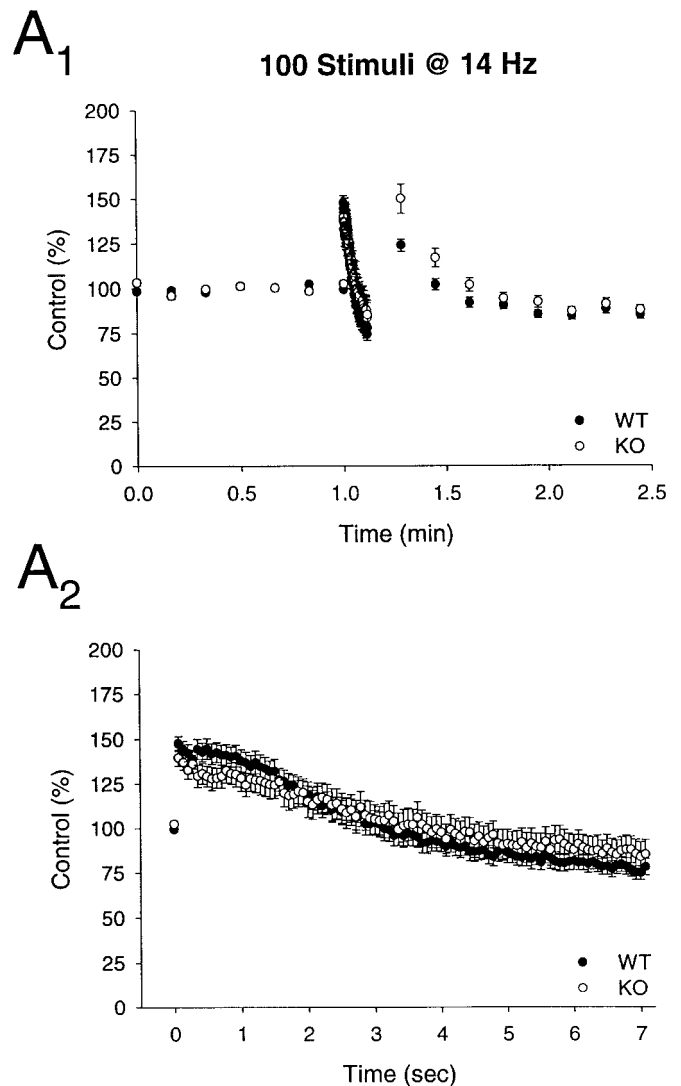 A1
100 Stimuli @ 14 Hz
200
175
150
125
100
75
50
25
0
Control (%)
WT
KO
0.0 0.5 1.0 1.5 2.0 2.5
Time (min)
A2
200
175
150
125
100
75
50
25
0
Control (%)
WT
KO
0 1 2 3 4 5 6 7
Time (sec)